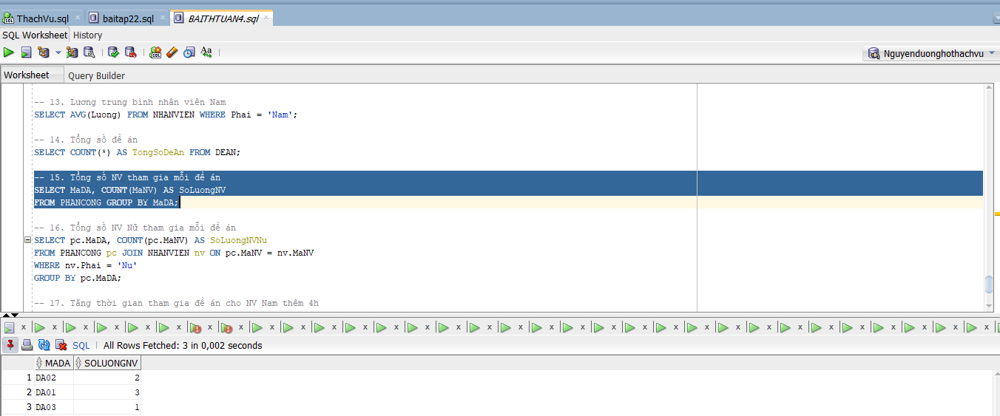 ThachVu.sql × baitap22.sql × BAITHTUAN4.sql ×
SQL Worksheet History
Nguyenduonghothachvu
Worksheet Query Builder
-- 13. Lương trung bình nhân viên Nam
SELECT AVG(Luong) FROM NHANVIEN WHERE Phai = 'Nam';
-- 14. Tổng số đề án
SELECT COUNT(*) AS TongSoDeAn FROM DEAN;
-- 15. Tổng số NV tham gia mỗi đề án
SELECT MaDA, COUNT(MaNV) AS SoLuongNV
FROM PHANCONG GROUP BY MaDA;
-- 16. Tổng số NV Nữ tham gia mỗi đề án
SELECT pc.MaDA, COUNT(pc.MaNV) AS SoLuongNVNu
FROM PHANCONG pc JOIN NHANVIEN nv ON pc.MaNV = nv.MaNV
WHERE nv.Phai = 'Nu'
GROUP BY pc.MaDA;
-- 17. Tăng thời gian tham gia đề án cho NV Nam thêm 4h
SQL All Rows Fetched: 3 in 0,002 seconds
MADA SOLUONGNV
1 DA02 2
2 DA01 3
3 DA03 1